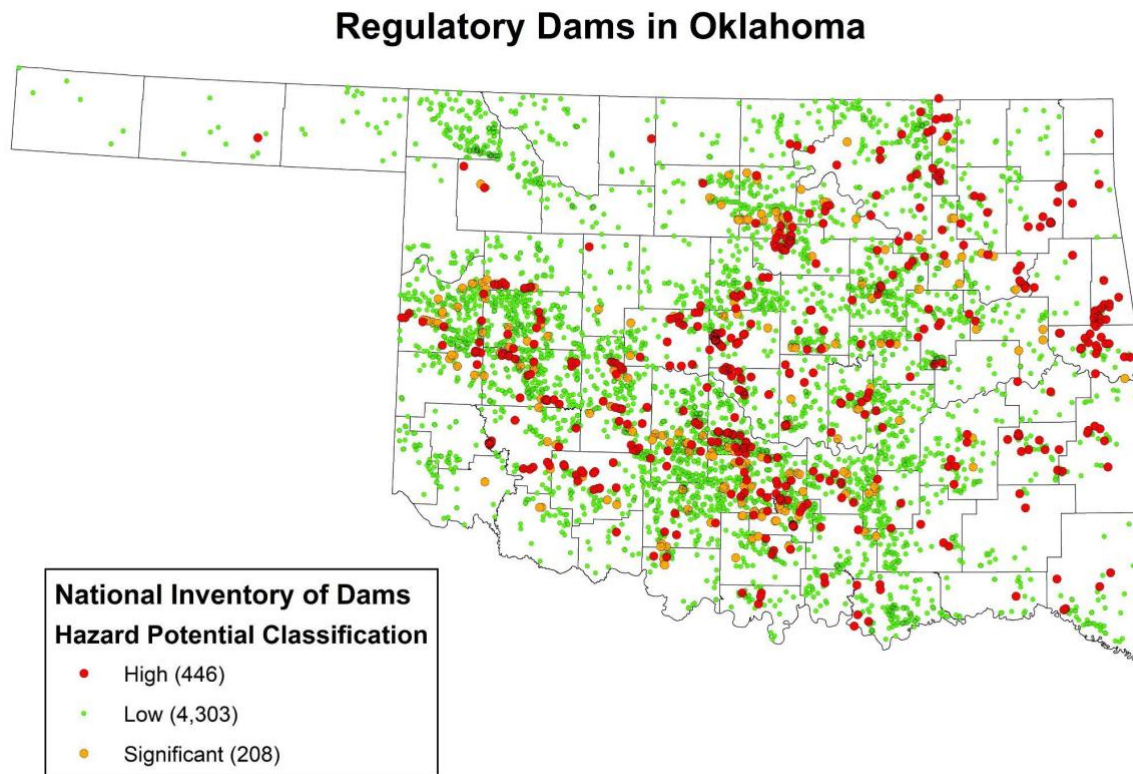 Regulatory Dams in Oklahoma
National Inventory of Dams
Hazard Potential Classification
High (446)
Low (4,303)
Significant (208)